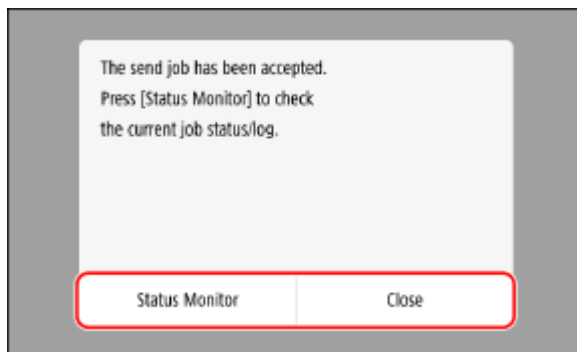 The send job has been accepted.
Press [Status Monitor] to check
the current job status/log.
Status Monitor
Close